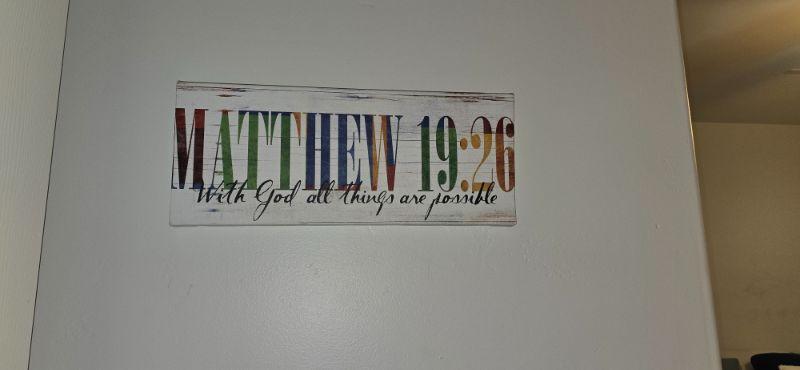 MATTHEW 19:26
With God all things are possible